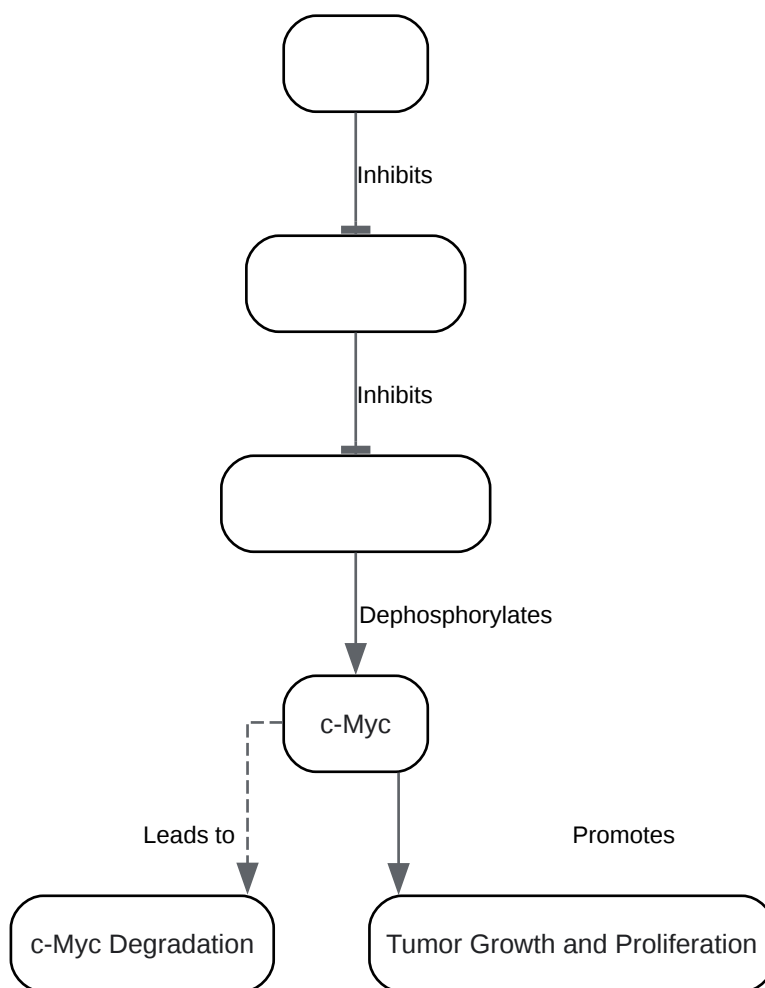 Inhibits
Inhibits
Dephosphorylates
c-Myc
Leads to
Promotes
c-Myc Degradation
Tumor Growth and Proliferation